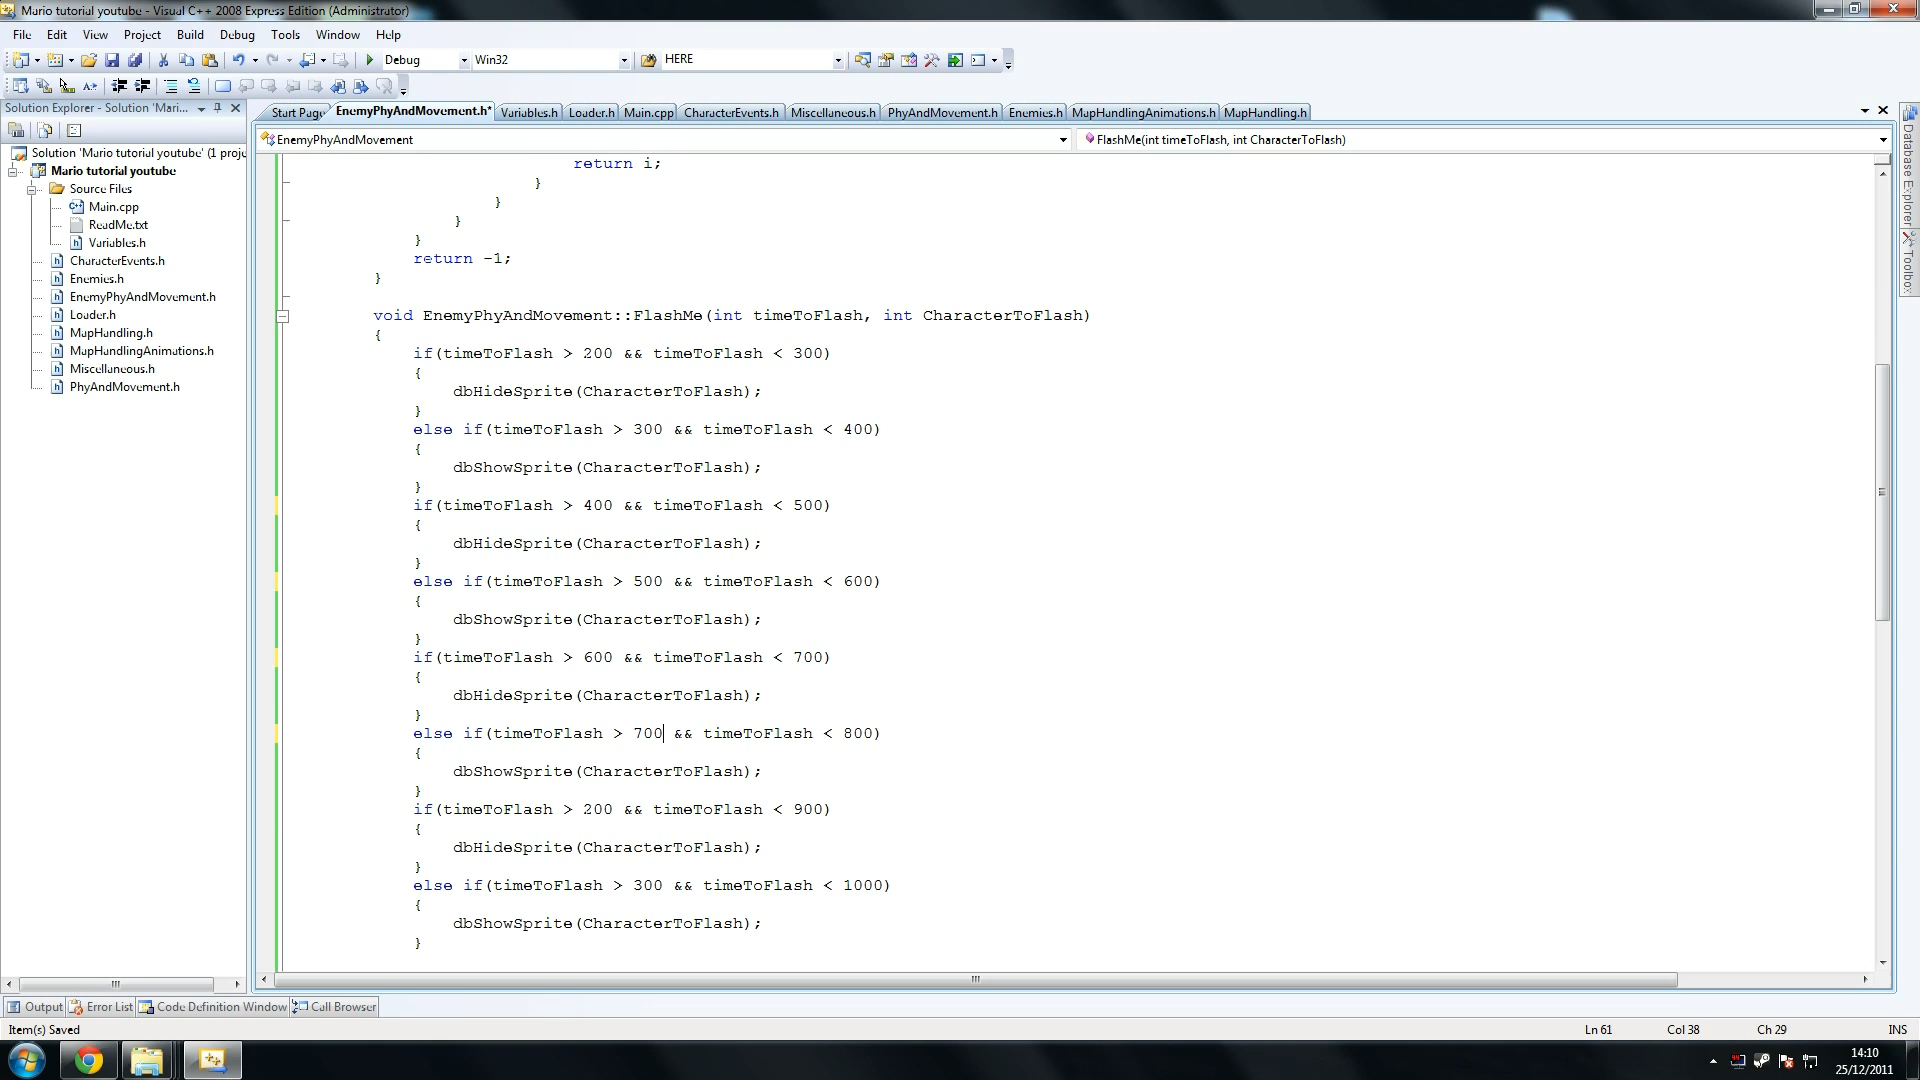 Mario tutorial youtube - Visual C++ 2008 Express Edition (Administrator)
File Edit View Project Build Debug Tools Window Help
Debug Win32 HERE
Solution Explorer - Solution 'Mari...
Start Page EnemyPhyAndMovement.h* Variables.h Loader.h Main.cpp CharacterEvents.h Miscellaneous.h PhyAndMovement.h Enemies.h MapHandlingAnimations.h MapHandling.h
EnemyPhyAndMovement FlashMe(int timeToFlash, int CharacterToFlash)
Solution 'Mario tutorial youtube' (1 proje
Mario tutorial youtube
Source Files
Main.cpp
ReadMe.txt
Variables.h
CharacterEvents.h
Enemies.h
EnemyPhyAndMovement.h
Loader.h
MapHandling.h
MapHandlingAnimations.h
Miscellaneous.h
PhyAndMovement.h
return i;
}
}
}
}
return -1;
}
void EnemyPhyAndMovement::FlashMe(int timeToFlash, int CharacterToFlash)
{
if(timeToFlash > 200 && timeToFlash < 300)
{
dbHideSprite(CharacterToFlash);
}
else if(timeToFlash > 300 && timeToFlash < 400)
{
dbShowSprite(CharacterToFlash);
}
if(timeToFlash > 400 && timeToFlash < 500)
{
dbHideSprite(CharacterToFlash);
}
else if(timeToFlash > 500 && timeToFlash < 600)
{
dbShowSprite(CharacterToFlash);
}
if(timeToFlash > 600 && timeToFlash < 700)
{
dbHideSprite(CharacterToFlash);
}
else if(timeToFlash > 700 && timeToFlash < 800)
{
dbShowSprite(CharacterToFlash);
}
if(timeToFlash > 200 && timeToFlash < 900)
{
dbHideSprite(CharacterToFlash);
}
else if(timeToFlash > 300 && timeToFlash < 1000)
{
dbShowSprite(CharacterToFlash);
}
Database Explorer
Toolbox
Output Error List Code Definition Window Call Browser
Item(s) Saved Ln 61 Col 38 Ch 29 INS
14:10
25/12/2011